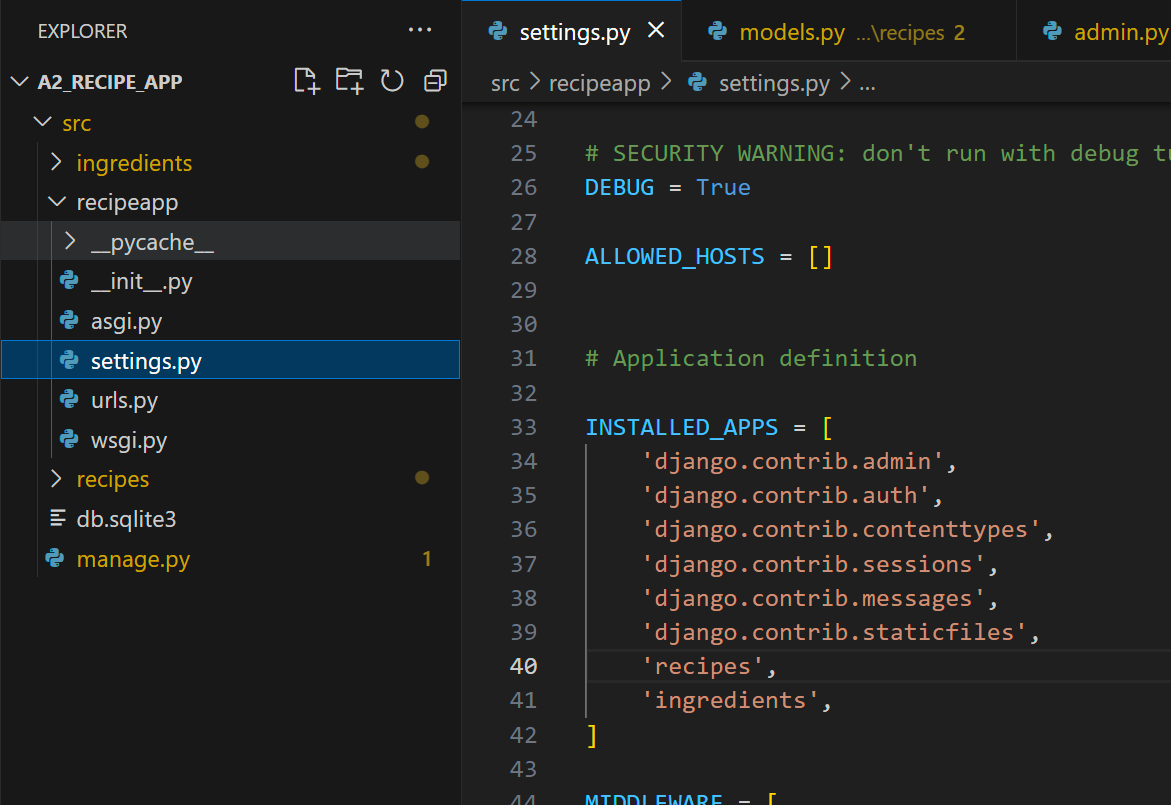 EXPLORER
A2_RECIPE_APP
src
ingredients
recipeapp
__pycache__
__init__.py
asgi.py
settings.py
urls.py
wsgi.py
recipes
db.sqlite3
manage.py 1
settings.py models.py ...\recipes 2 admin.py
src > recipeapp > settings.py > ...
24
25 # SECURITY WARNING: don't run with debug tu
26 DEBUG = True
27
28 ALLOWED_HOSTS = []
29
30
31 # Application definition
32
33 INSTALLED_APPS = [
34 'django.contrib.admin',
35 'django.contrib.auth',
36 'django.contrib.contenttypes',
37 'django.contrib.sessions',
38 'django.contrib.messages',
39 'django.contrib.staticfiles',
40 'recipes',
41 'ingredients',
42 ]
43
44 MIDDLEWARE = [